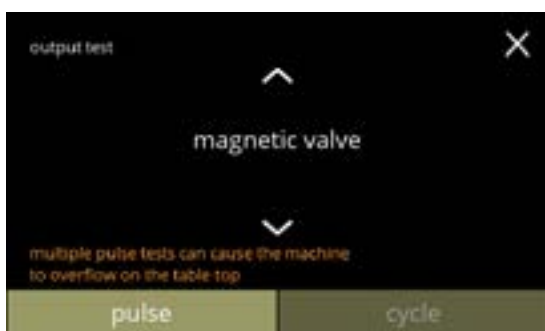 output test
magnetic valve
multiple pulse tests can cause the machine
to overflow on the table top
pulse
cycle